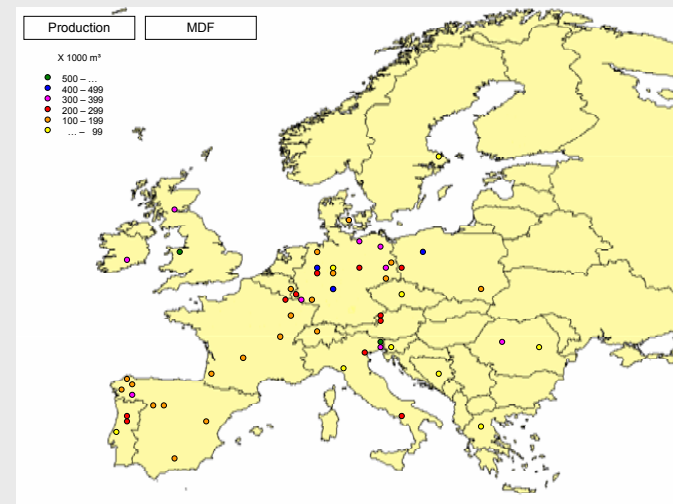 Production
MDF
X 1000 m³
500 – ...
400 – 499
300 – 399
200 – 299
100 – 199
... – 99